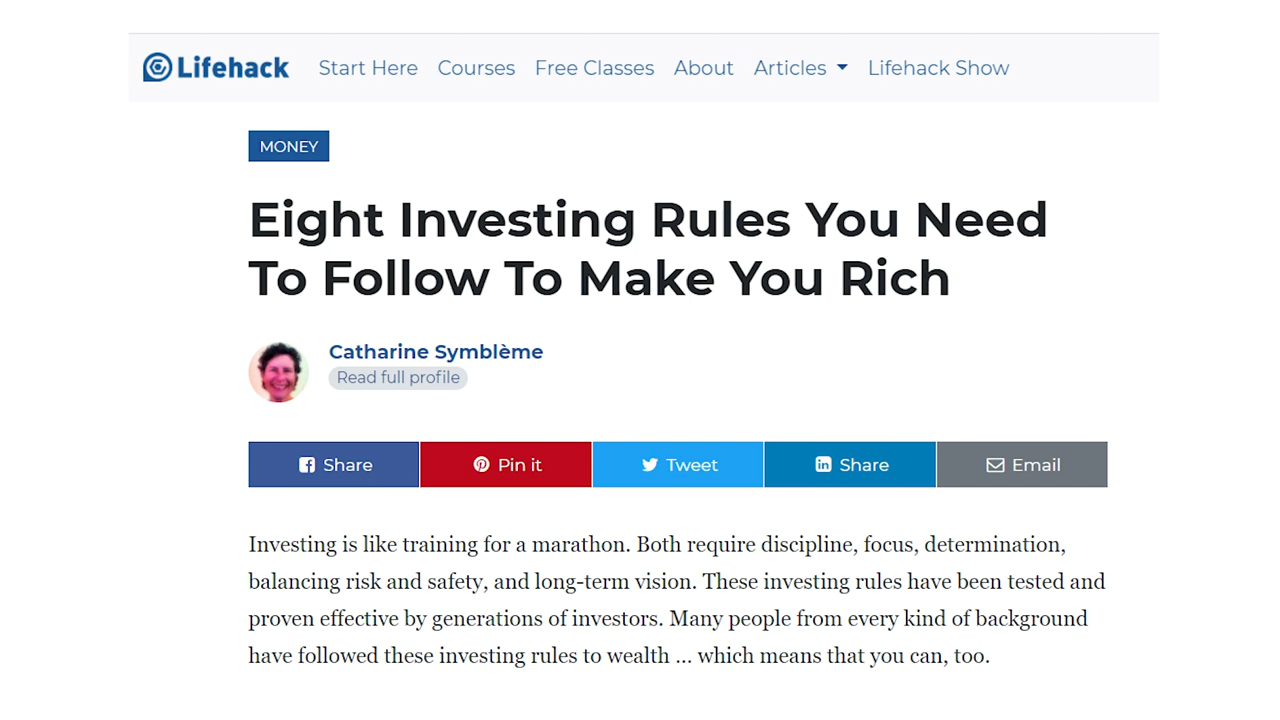 Lifehack Start Here Courses Free Classes About Articles Lifehack Show
MONEY
Eight Investing Rules You Need
To Follow To Make You Rich
Catharine Symblème
Read full profile
Share Pin it Tweet Share Email
Investing is like training for a marathon. Both require discipline, focus, determination,
balancing risk and safety, and long-term vision. These investing rules have been tested and
proven effective by generations of investors. Many people from every kind of background
have followed these investing rules to wealth ... which means that you can, too.